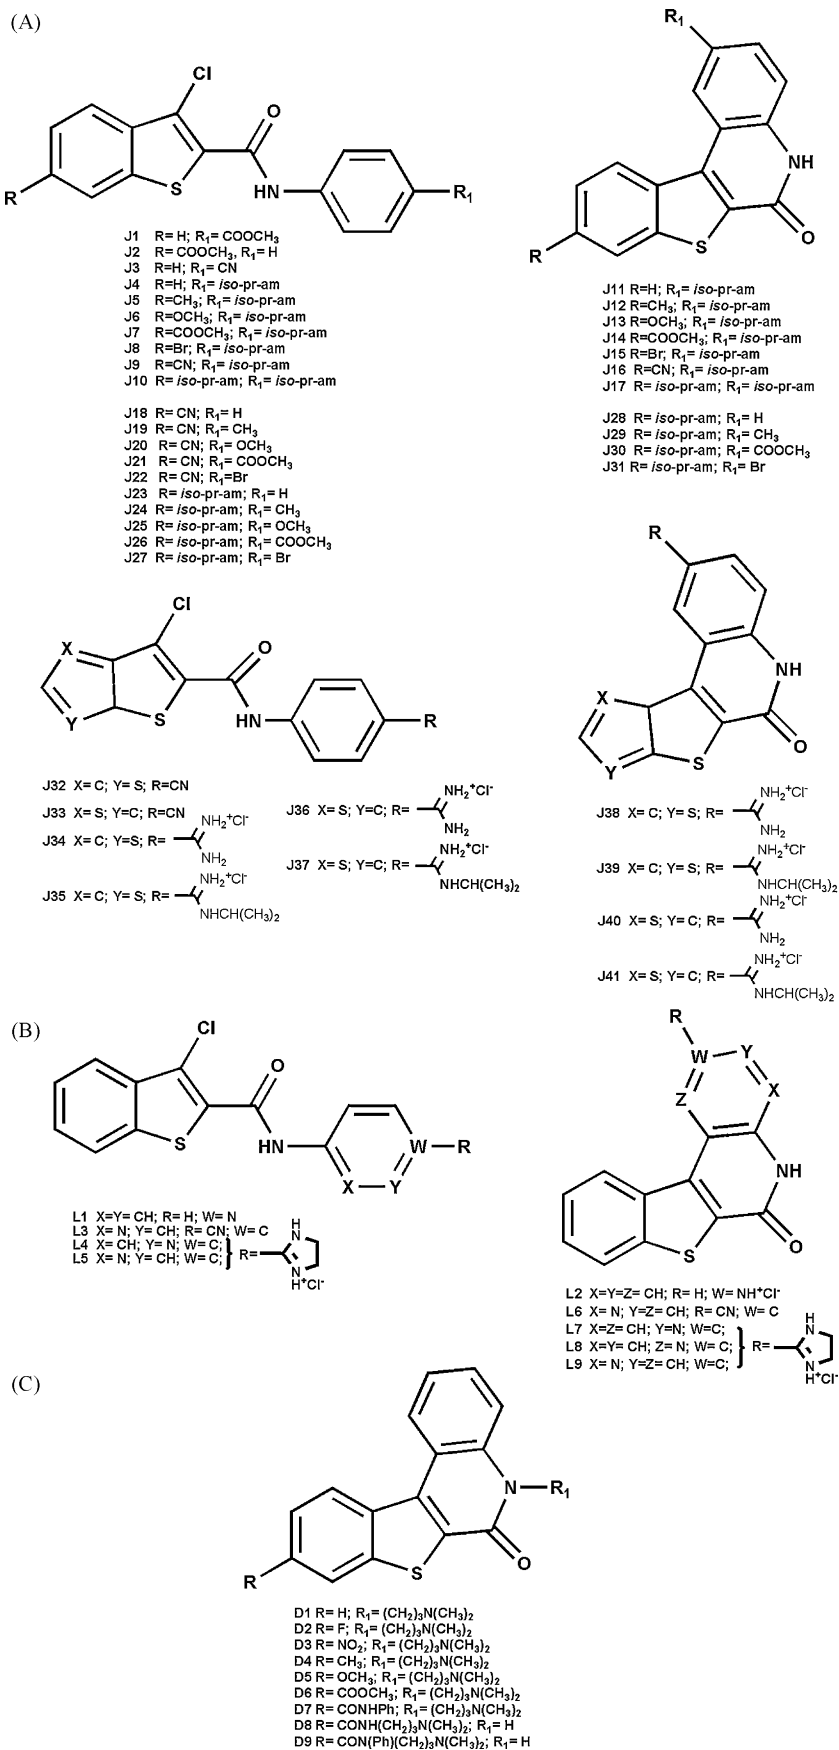 (A)
Cl
O
R
S
HN
R₁
J1 R= H; R₁= COOCH₃
J2 R= COOCH₃, R₁= H
J3 R=H; R₁= CN
J4 R=H; R₁= iso-pr-am
J5 R=CH₃; R₁= iso-pr-am
J6 R=OCH₃; R₁= iso-pr-am
J7 R=COOCH₃; R₁= iso-pr-am
J8 R=Br; R₁= iso-pr-am
J9 R=CN; R₁= iso-pr-am
J10 R= iso-pr-am; R₁= iso-pr-am
J18 R= CN; R₁= H
J19 R= CN; R₁= CH₃
J20 R= CN; R₁= OCH₃
J21 R= CN; R₁= COOCH₃
J22 R= CN; R₁=Br
J23 R= iso-pr-am; R₁= H
J24 R= iso-pr-am; R₁= CH₃
J25 R= iso-pr-am; R₁= OCH₃
J26 R= iso-pr-am; R₁= COOCH₃
J27 R= iso-pr-am; R₁= Br
R₁
NH
O
S
R
J11 R=H; R₁= iso-pr-am
J12 R=CH₃; R₁= iso-pr-am
J13 R=OCH₃; R₁= iso-pr-am
J14 R=COOCH₃; R₁= iso-pr-am
J15 R=Br; R₁= iso-pr-am
J16 R=CN; R₁= iso-pr-am
J17 R= iso-pr-am; R₁= iso-pr-am
J28 R= iso-pr-am; R₁= H
J29 R= iso-pr-am; R₁= CH₃
J30 R= iso-pr-am; R₁= COOCH₃
J31 R= iso-pr-am; R₁= Br
Cl
X
O
Y
S
HN
R
J32 X= C; Y= S; R=CN
J33 X= S; Y=C; R=CN
J34 X= C; Y=S; R=
NH₂⁺Cl⁻
NH₂
J35 X=C; Y= S; R=
NH₂⁺Cl⁻
NHCH(CH₃)₂
J36 X= S; Y=C; R=
NH₂⁺Cl⁻
NH₂
J37 X= S; Y=C; R=
NH₂⁺Cl⁻
NHCH(CH₃)₂
R
NH
X
O
Y
S
J38 X= C; Y= S; R=
NH₂⁺Cl⁻
NH₂
J39 X=C; Y= S; R=
NH₂⁺Cl⁻
NHCH(CH₃)₂
J40 X=S; Y= C; R=
NH₂⁺Cl⁻
NH₂
J41 X=S; Y= C; R=
NH₂⁺Cl⁻
NHCH(CH₃)₂
(B)
Cl
O
S
HN
W
R
X
Y
L1 X=Y= CH; R= H; W= N
L3 X= N; Y= CH; R= CN; W= C
L4 X= CH; Y= N; W= C;
L5 X= N; Y= CH; W= C;
R=
H
N
N
H⁺Cl⁻
R
W
Y
Z
X
NH
O
S
L2 X=Y=Z= CH; R= H; W= NH⁺Cl⁻
L6 X= N; Y=Z= CH; R= CN; W= C
L7 X=Z= CH; Y=N; W=C;
L8 X=Y= CH; Z= N; W= C;
L9 X= N; Y=Z= CH; W=C;
R=
H
N
N
H⁺Cl⁻
(C)
N
R₁
O
S
R
D1 R= H; R₁= (CH₂)₃N(CH₃)₂
D2 R= F; R₁= (CH₂)₃N(CH₃)₂
D3 R= NO₂; R₁= (CH₂)₃N(CH₃)₂
D4 R= CH₃; R₁= (CH₂)₃N(CH₃)₂
D5 R= OCH₃; R₁= (CH₂)₃N(CH₃)₂
D6 R= COOCH₃; R₁= (CH₂)₃N(CH₃)₂
D7 R= CONHPh; R₁= (CH₂)₃N(CH₃)₂
D8 R= CONH(CH₂)₃N(CH₃)₂; R₁= H
D9 R= CON(Ph)(CH₂)₃N(CH₃)₂; R₁= H